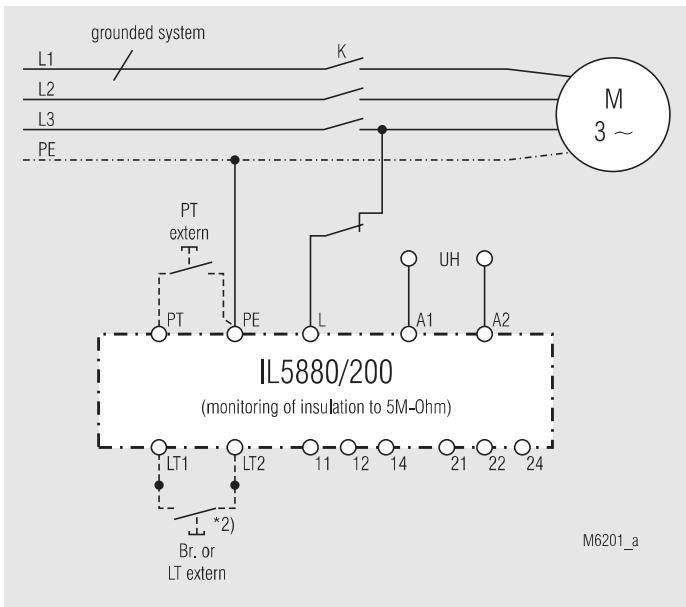 grounded system
L1
K
L2
L3
PE
M
3 ~
PT
extern
UH
PT
PE
L
A1
A2
IL5880/200
(monitoring of insulation to 5M-Ohm)
LT1
LT2
11
12
14
21
22
24
*2)
Br. or
LT extern
M6201_a